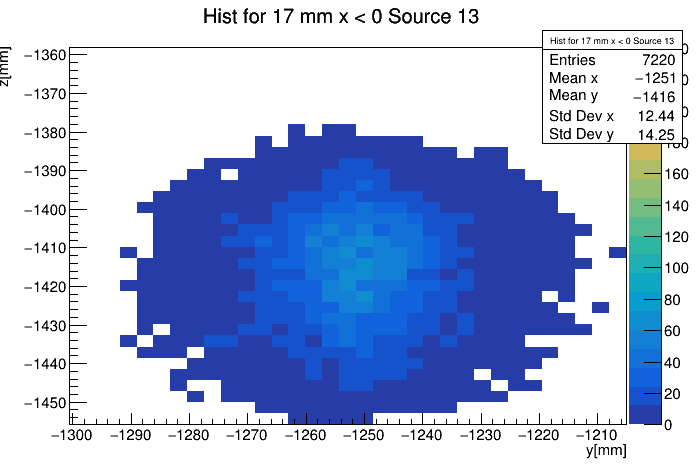 Hist for 17 mm x < 0 Source 13
Hist for 17 mm x < 0 Source 13
Entries 7220
Mean x −1251
Mean y −1416
Std Dev x 12.44
Std Dev y 14.25
z[mm]
−1360
−1370
−1380
−1390
−1400
−1410
−1420
−1430
−1440
−1450
−1300 −1290 −1280 −1270 −1260 −1250 −1240 −1230 −1220 −1210
y[mm]
160
140
120
100
80
60
40
20
0